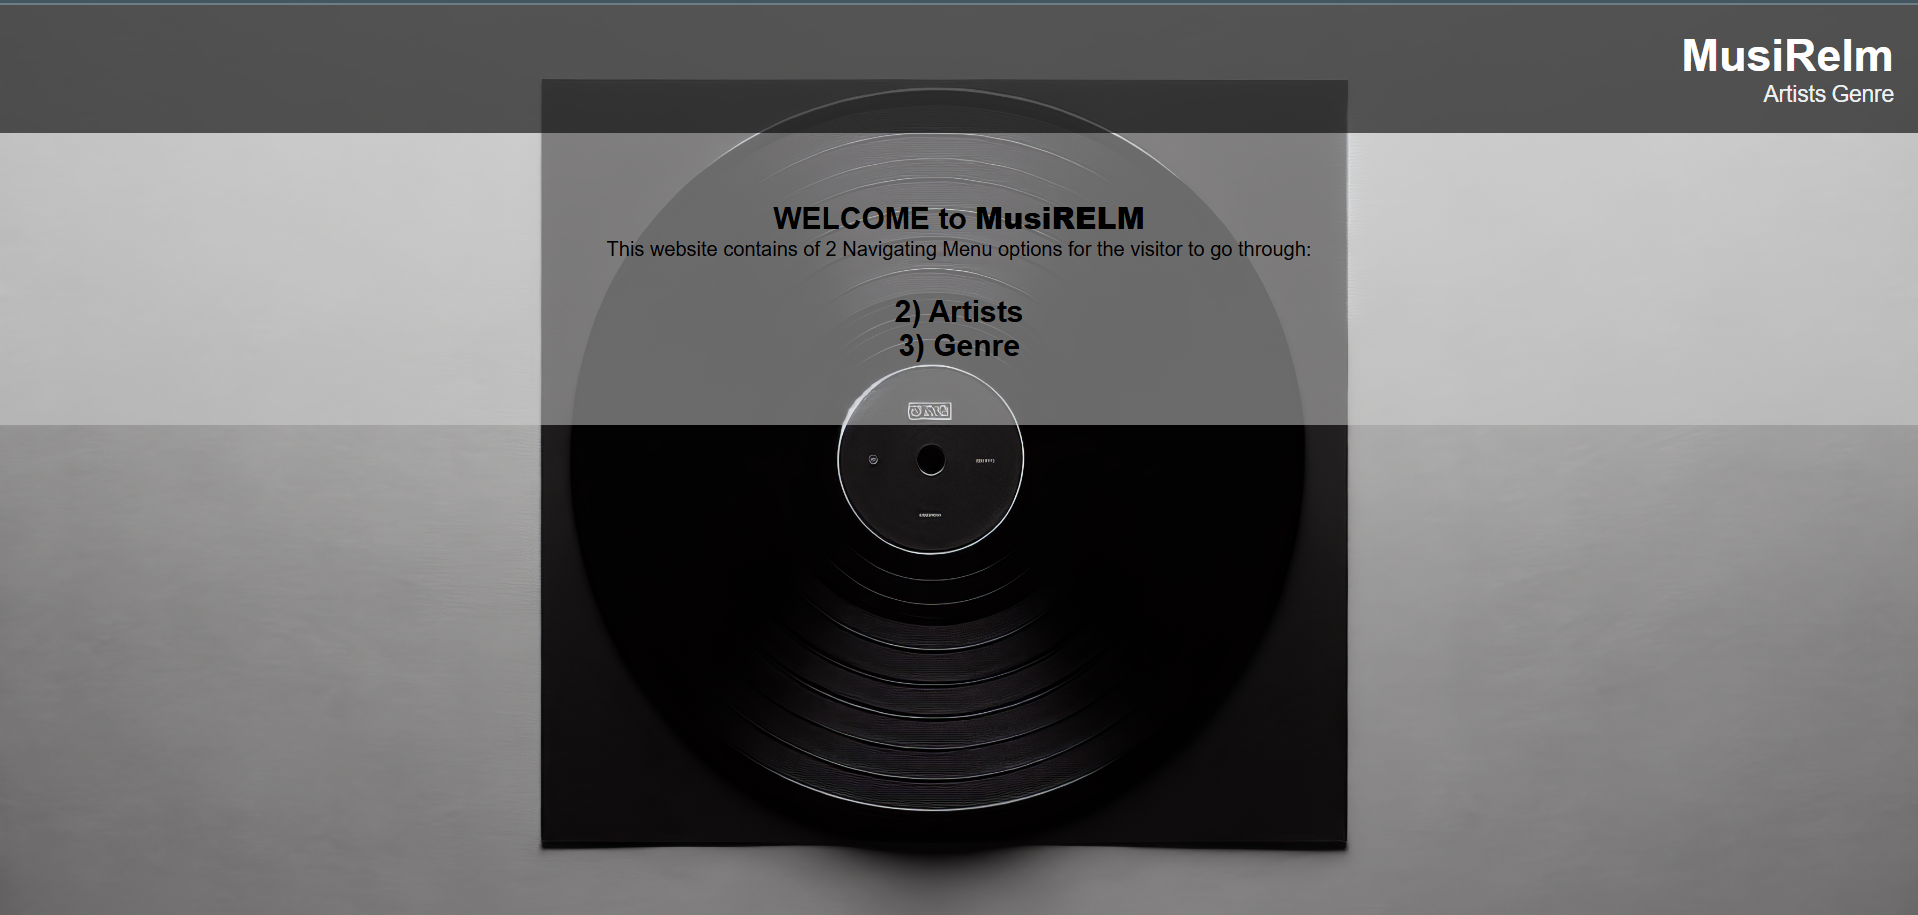 MusiRelm
Artists Genre
WELCOME to MusiRELM
This website contains of 2 Navigating Menu options for the visitor to go through:
2) Artists
3) Genre